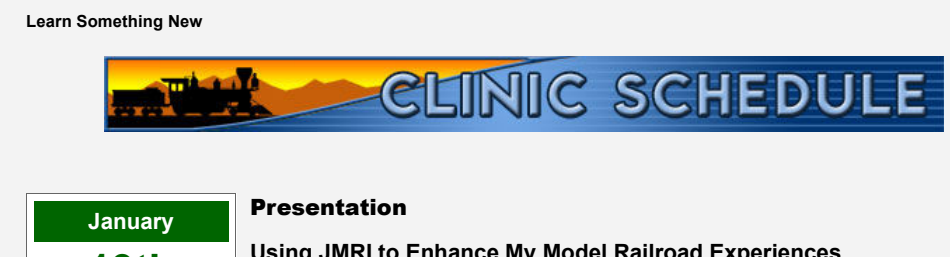 Learn Something New
CLINIC SCHEDULE
January
Presentation
Using JMRI to Enhance My Model Railroad Experiences